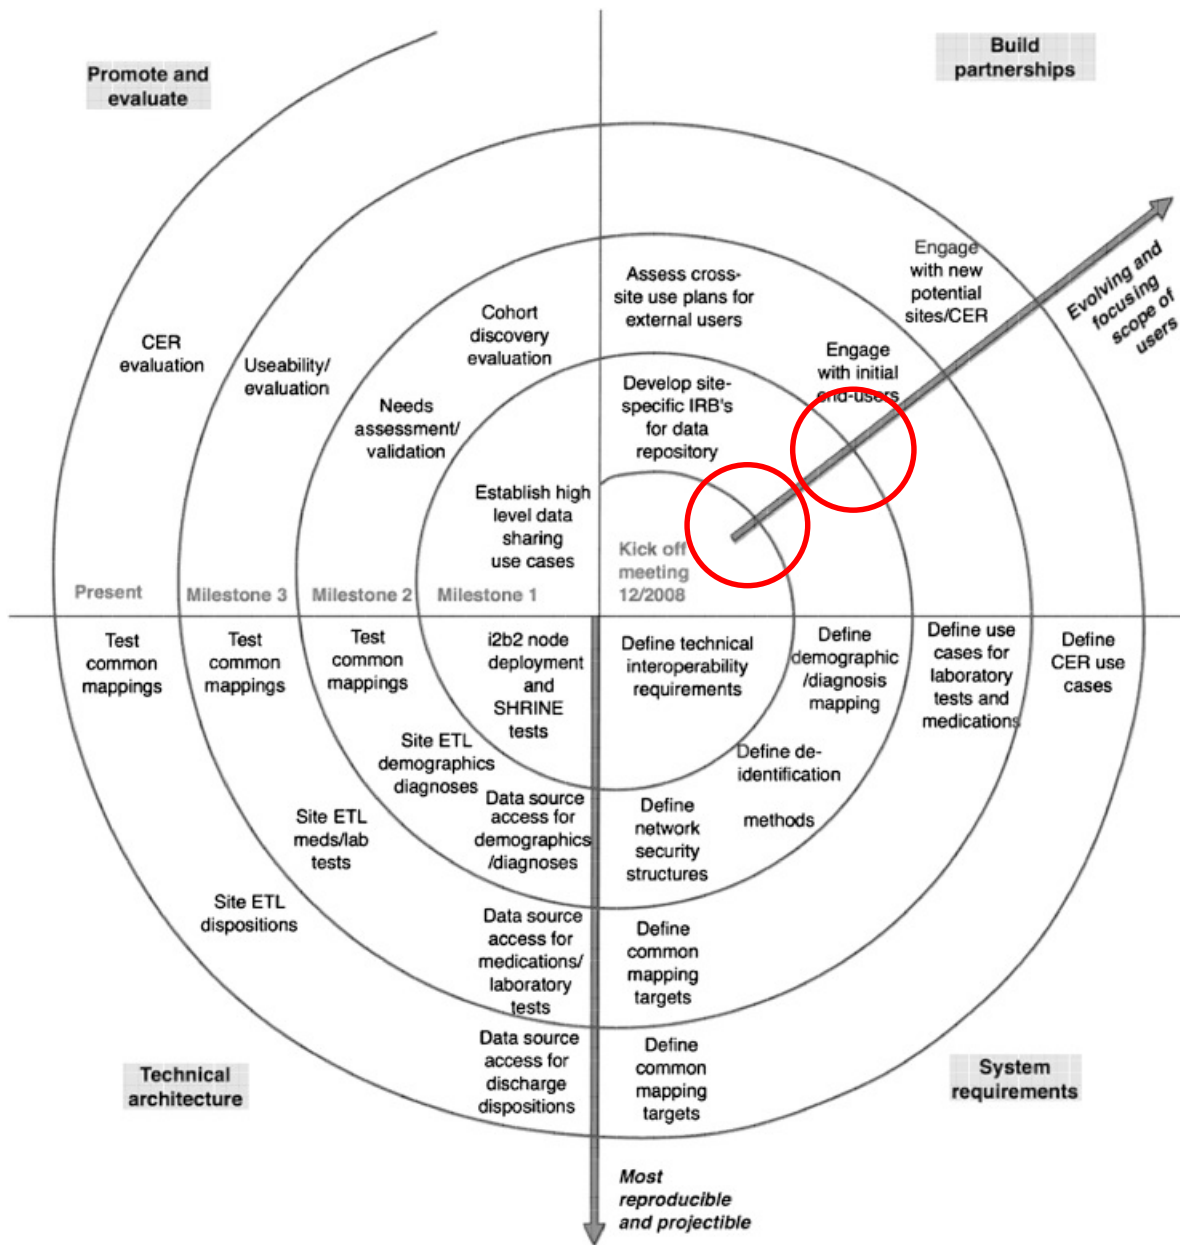 Promote and
evaluate
Build
partnerships
Evolving and
focusing
scope of
users
Engage
with new
potential
sites/CER
Assess cross-
site use plans for
external users
Engage
with initial
end-users
Develop site-
specific IRB's
for data
repository
Cohort
discovery
evaluation
CER
evaluation
Useability/
evaluation
Needs
assessment/
validation
Establish high
level data
sharing
use cases
Kick off
meeting
12/2008
Present
Milestone 3
Milestone 2
Milestone 1
Test
common
mappings
Test
common
mappings
Test
common
mappings
i2b2 node
deployment
and
SHRINE
tests
Define technical
interoperability
requirements
Define
demographic
/diagnosis
mapping
Define use
cases for
laboratory
tests and
medications
Define
CER use
cases
Site ETL
demographics
diagnoses
Define de-
identification
methods
Data source
access for
demographics
/diagnoses
Define
network
security
structures
Site ETL
meds/lab
tests
Site ETL
dispositions
Data source
access for
medications/
laboratory
tests
Define
common
mapping
targets
Data source
access for
discharge
dispositions
Define
common
mapping
targets
Technical
architecture
System
requirements
Most
reproducible
and projectible